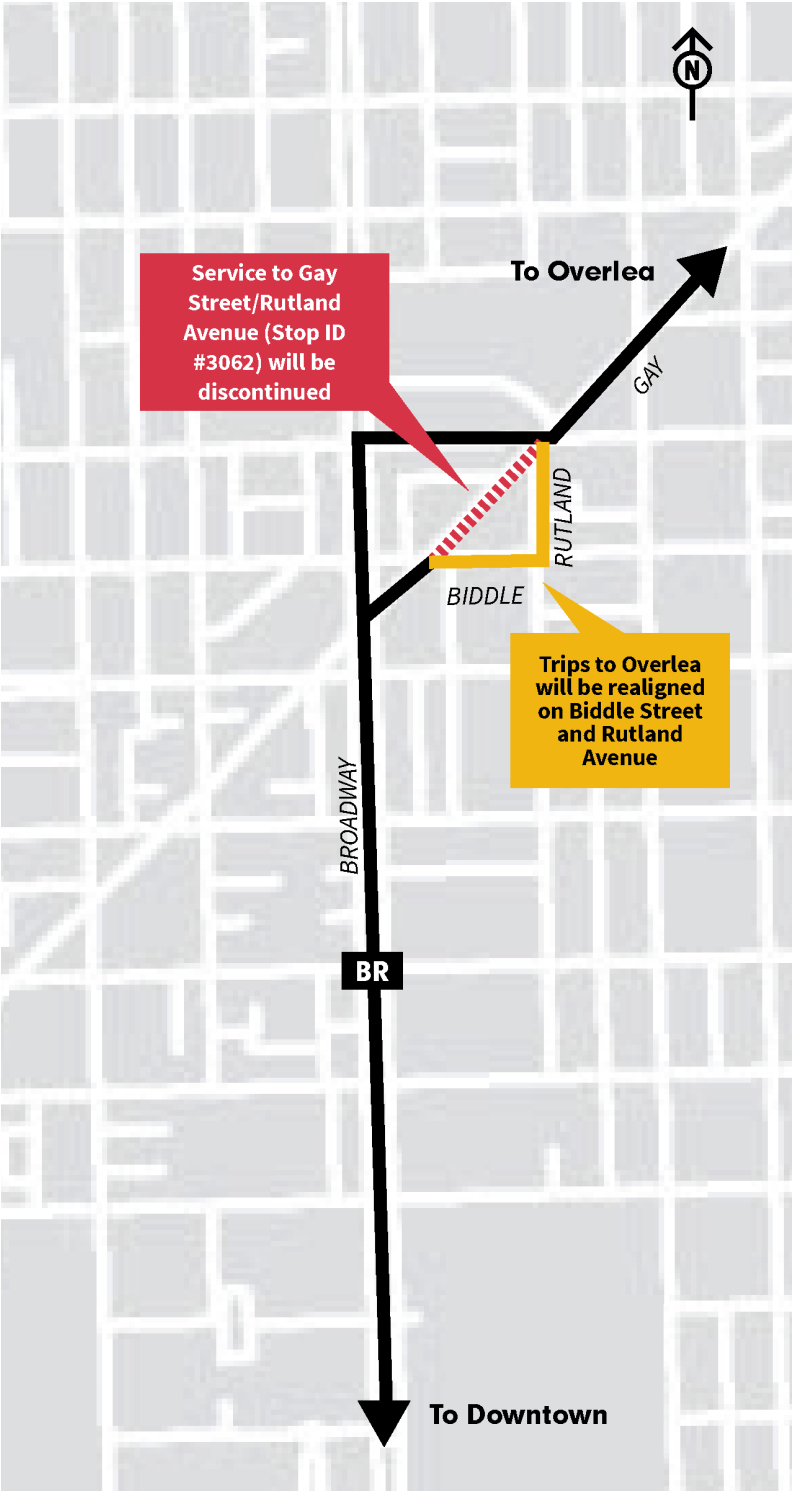 N
To Overlea
Service to Gay
Street/Rutland
Avenue (Stop ID
#3062) will be
discontinued
GAY
RUTLAND
BIDDLE
Trips to Overlea
will be realigned
on Biddle Street
and Rutland
Avenue
BROADWAY
BR
To Downtown